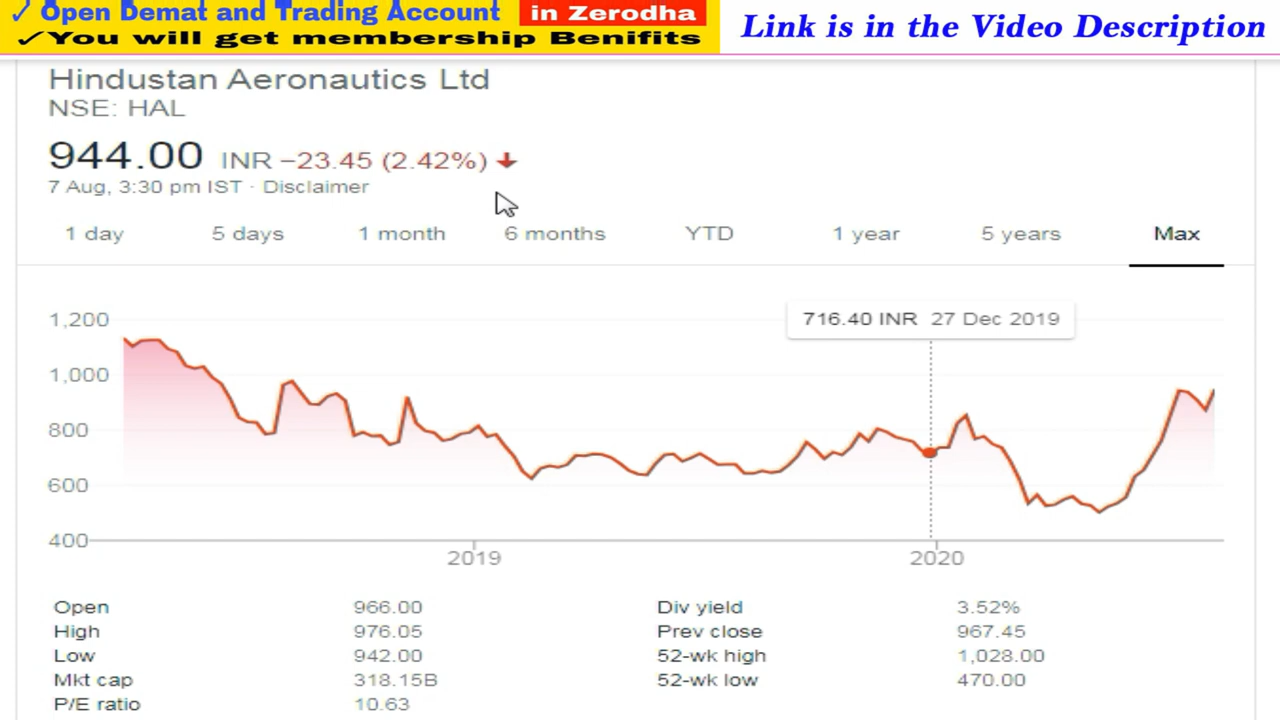 ✓ Open Demat and Trading Account in Zerodha
✓You will get membership Benifits
Link is in the Video Description
Hindustan Aeronautics Ltd
NSE: HAL
944.00 INR −23.45 (2.42%) ↓
7 Aug, 3:30 pm IST · Disclaimer
1 day 5 days 1 month 6 months YTD 1 year 5 years Max
716.40 INR 27 Dec 2019
1,200
1,000
800
600
400
2019 2020
Open 966.00 Div yield 3.52%
High 976.05 Prev close 967.45
Low 942.00 52-wk high 1,028.00
Mkt cap 318.15B 52-wk low 470.00
P/E ratio 10.63